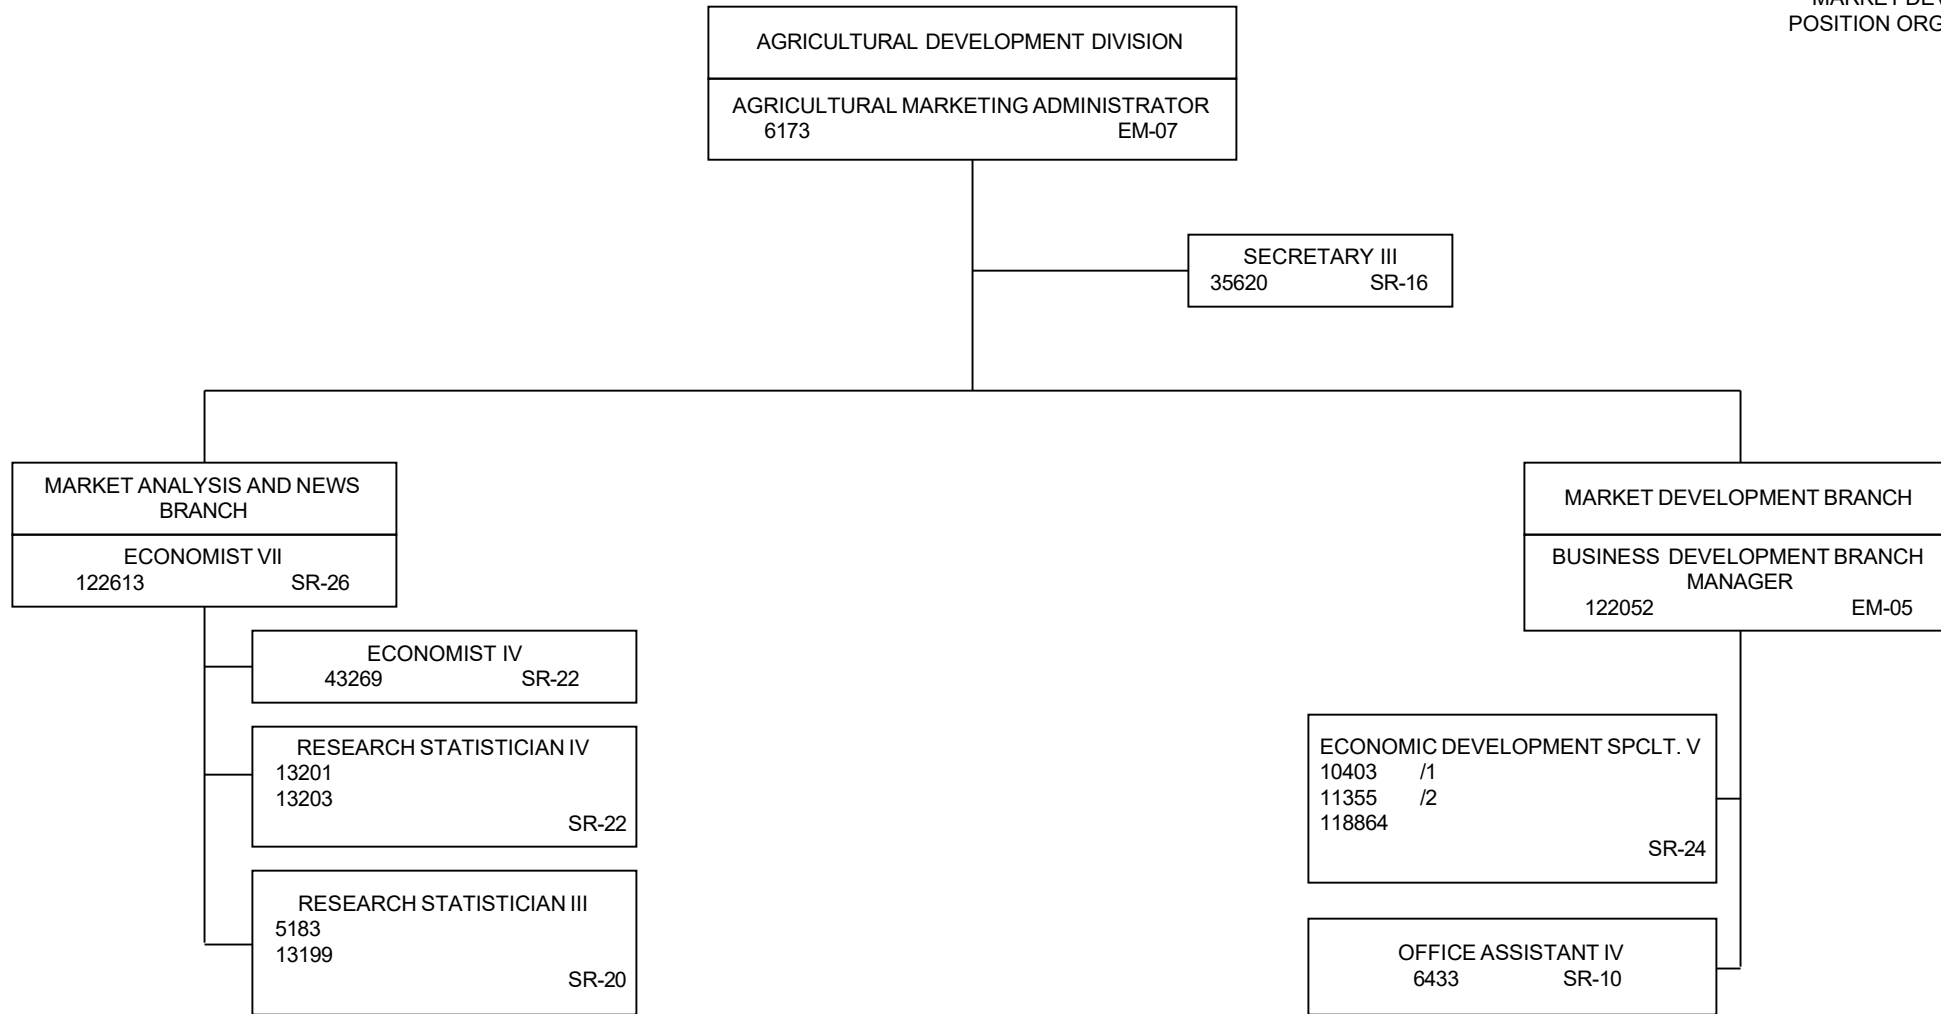 MARKET DEV
POSITION ORG
AGRICULTURAL DEVELOPMENT DIVISION
AGRICULTURAL MARKETING ADMINISTRATOR
6173 EM-07
SECRETARY III
35620 SR-16
MARKET ANALYSIS AND NEWS
BRANCH
ECONOMIST VII
122613 SR-26
ECONOMIST IV
43269 SR-22
RESEARCH STATISTICIAN IV
13201
13203
SR-22
RESEARCH STATISTICIAN III
5183
13199
SR-20
MARKET DEVELOPMENT BRANCH
BUSINESS DEVELOPMENT BRANCH
MANAGER
122052 EM-05
ECONOMIC DEVELOPMENT SPCLT. V
10403 /1
11355 /2
118864
SR-24
OFFICE ASSISTANT IV
6433 SR-10